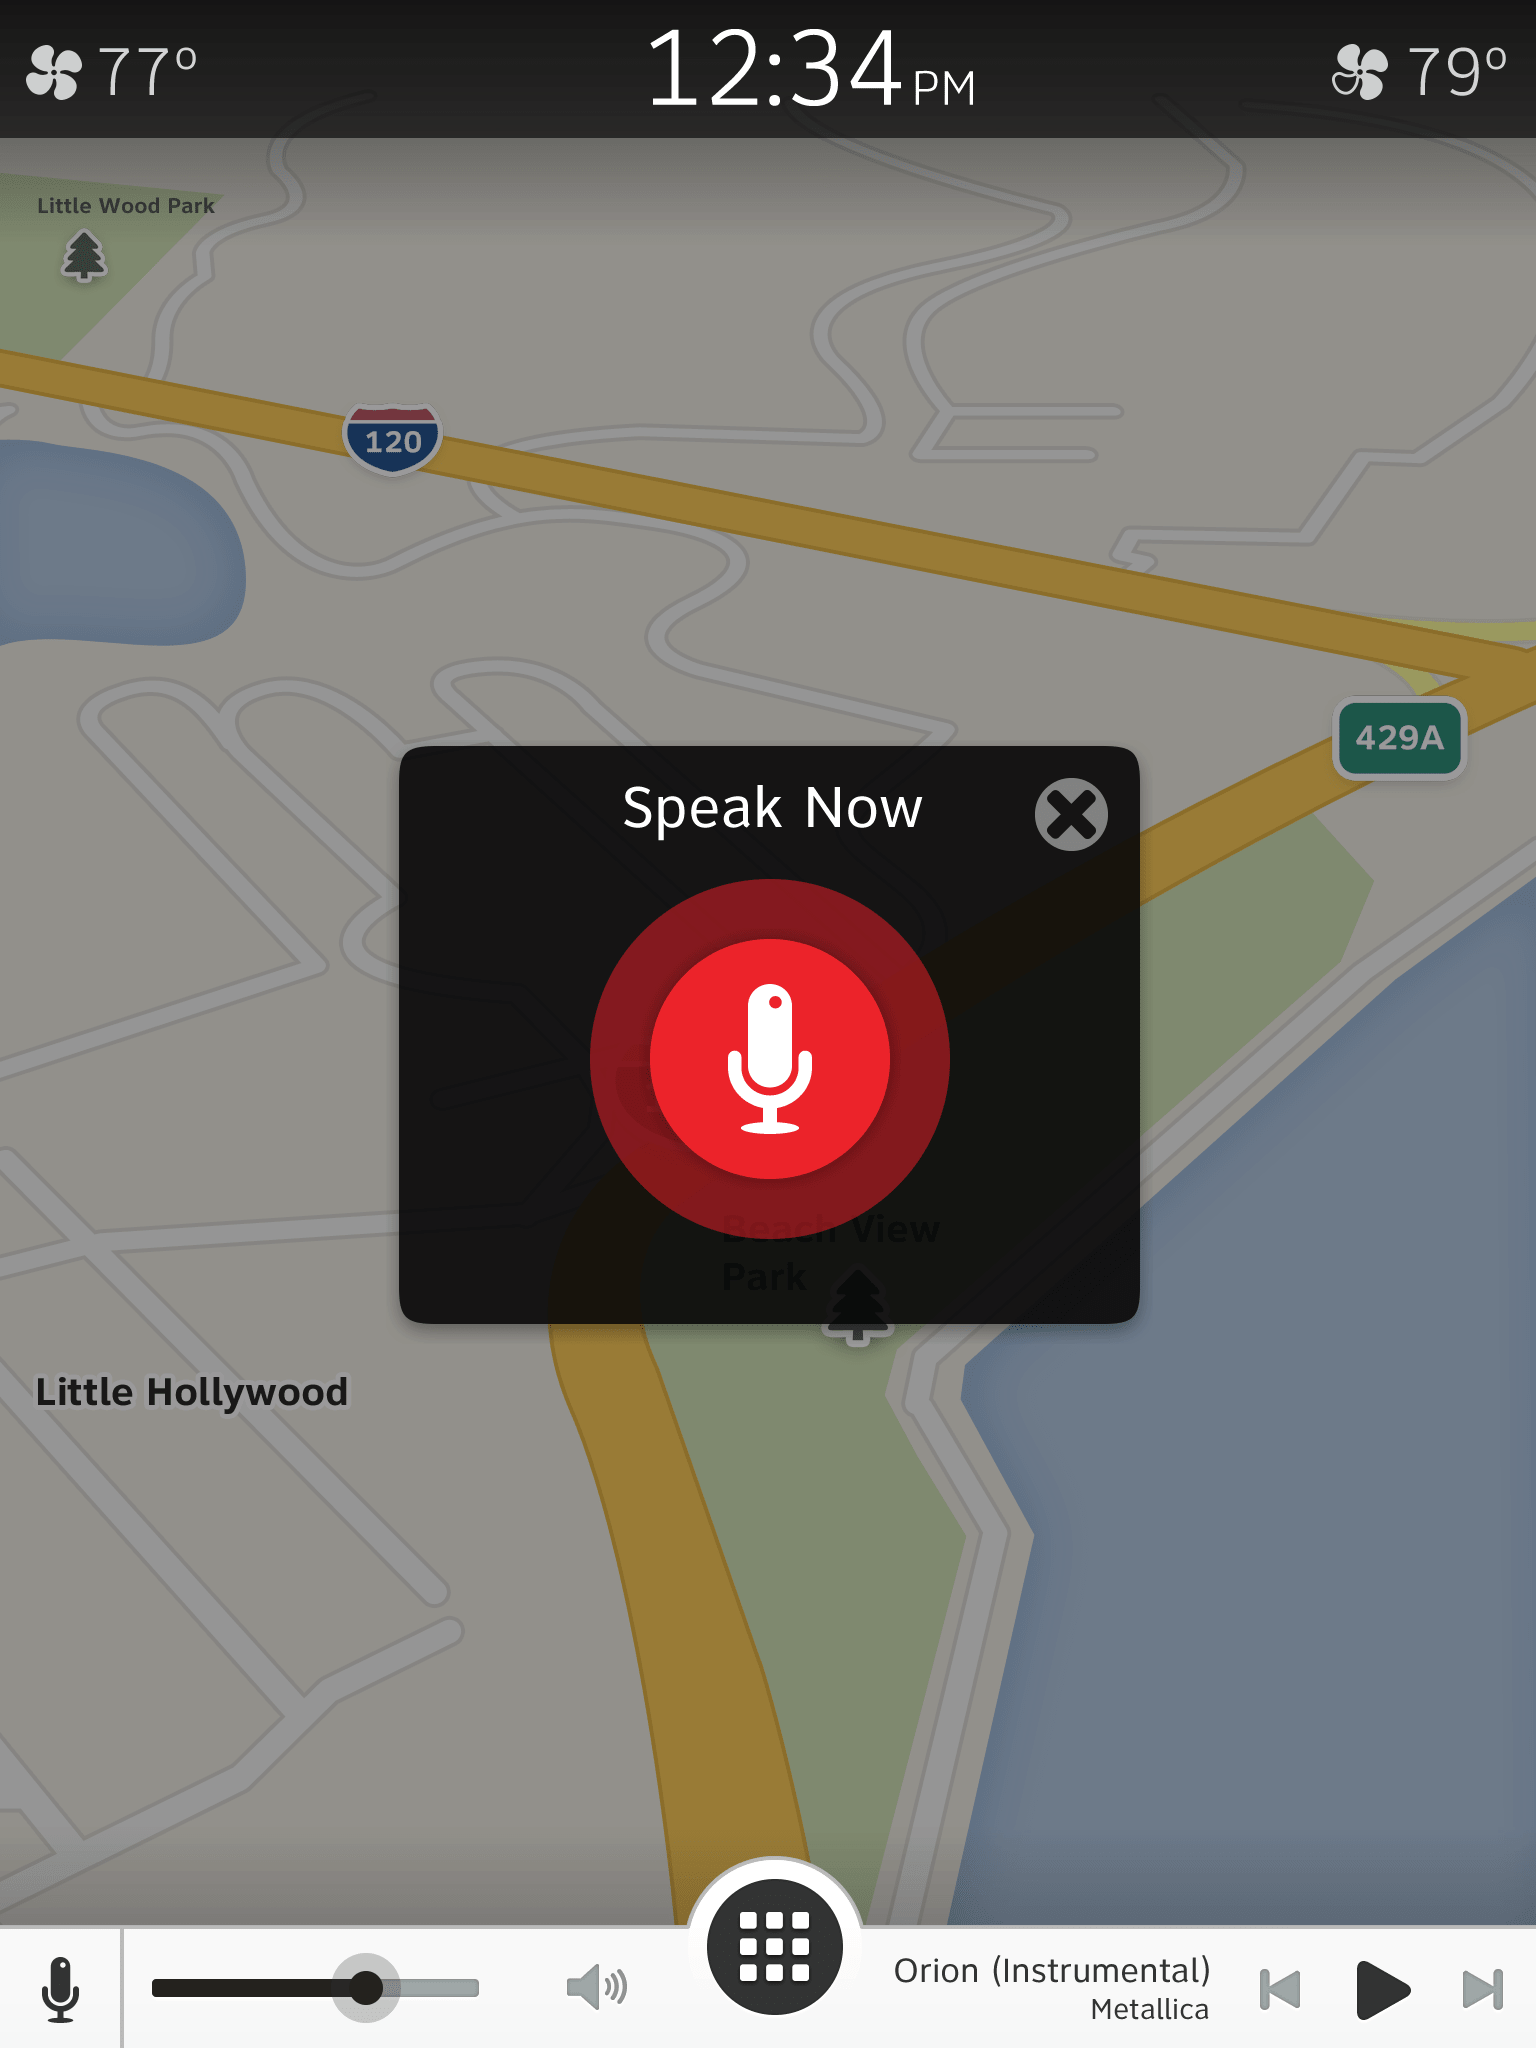 77°
12:34 PM
79°
Little Wood Park
120
429A
Speak Now
Beach View
Park
Little Hollywood
Orion (Instrumental)
Metallica